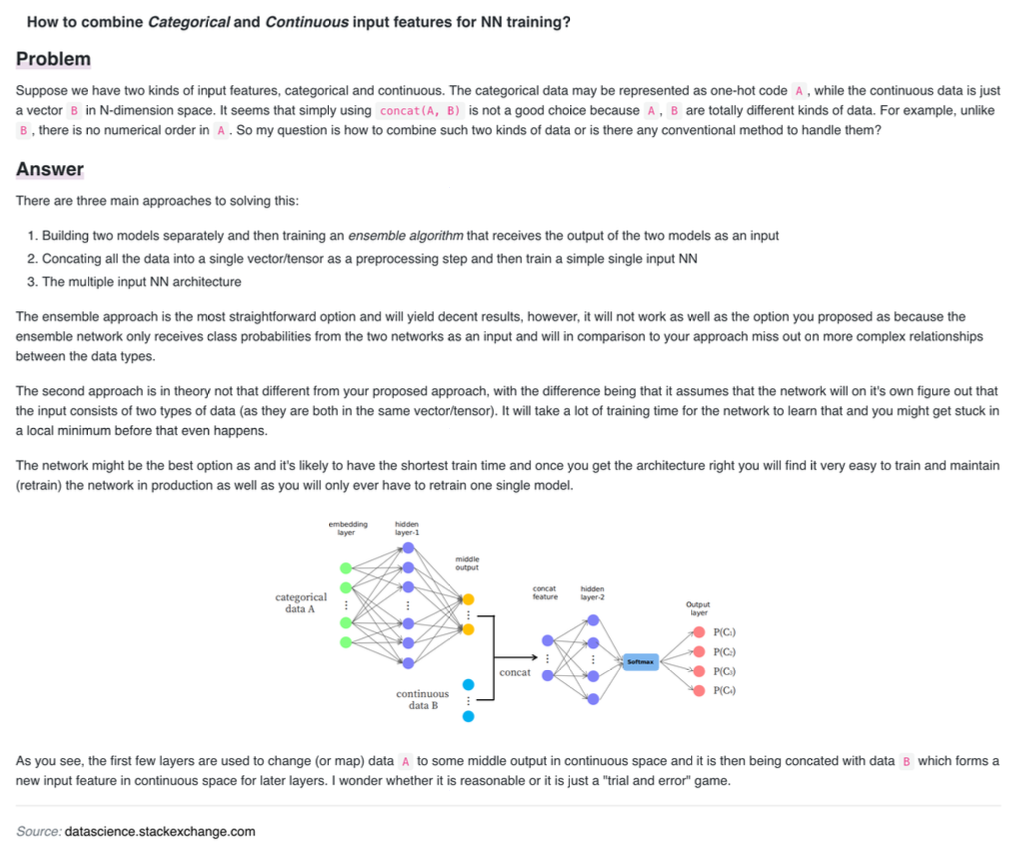 How to combine Categorical and Continuous input features for NN training?
Problem
Suppose we have two kinds of input features, categorical and continuous. The categorical data may be represented as one-hot code A , while the continuous data is just
a vector B in N-dimension space. It seems that simply using concat(A, B) is not a good choice because A , B are totally different kinds of data. For example, unlike
B , there is no numerical order in A . So my question is how to combine such two kinds of data or is there any conventional method to handle them?
Answer
There are three main approaches to solving this:
1. Building two models separately and then training an ensemble algorithm that receives the output of the two models as an input
2. Concating all the data into a single vector/tensor as a preprocessing step and then train a simple single input NN
3. The multiple input NN architecture
The ensemble approach is the most straightforward option and will yield decent results, however, it will not work as well as the option you proposed as because the
ensemble network only receives class probabilities from the two networks as an input and will in comparison to your approach miss out on more complex relationships
between the data types.
The second approach is in theory not that different from your proposed approach, with the difference being that it assumes that the network will on it's own figure out that
the input consists of two types of data (as they are both in the same vector/tensor). It will take a lot of training time for the network to learn that and you might get stuck in
a local minimum before that even happens.
The network might be the best option as and it's likely to have the shortest train time and once you get the architecture right you will find it very easy to train and maintain
(retrain) the network in production as well as you will only ever have to retrain one single model.
embedding
layer
hidden
layer-1
middle
output
categorical
data A
concat
feature
hidden
layer-2
Output
layer
P(C₁)
P(C₂)
P(C₃)
P(C₄)
Softmax
concat
continuous
data B
As you see, the first few layers are used to change (or map) data A to some middle output in continuous space and it is then being concated with data B which forms a
new input feature in continuous space for later layers. I wonder whether it is reasonable or it is just a "trial and error" game.
Source: datascience.stackexchange.com